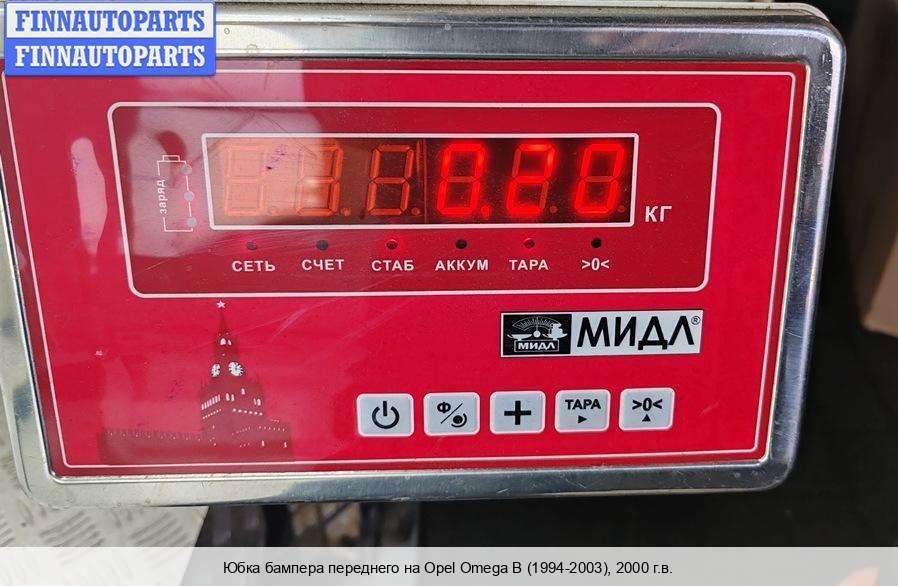 FINNAUTOPARTS
FINNAUTOPARTS
заряд
0.20
КГ
СЕТЬ СЧЕТ СТАБ АККУМ ТАРА >0<
МИДЛ МИДЛ®
Ф ТАРА >0<
Юбка бампера переднего на Opel Omega B (1994-2003), 2000 г.в.